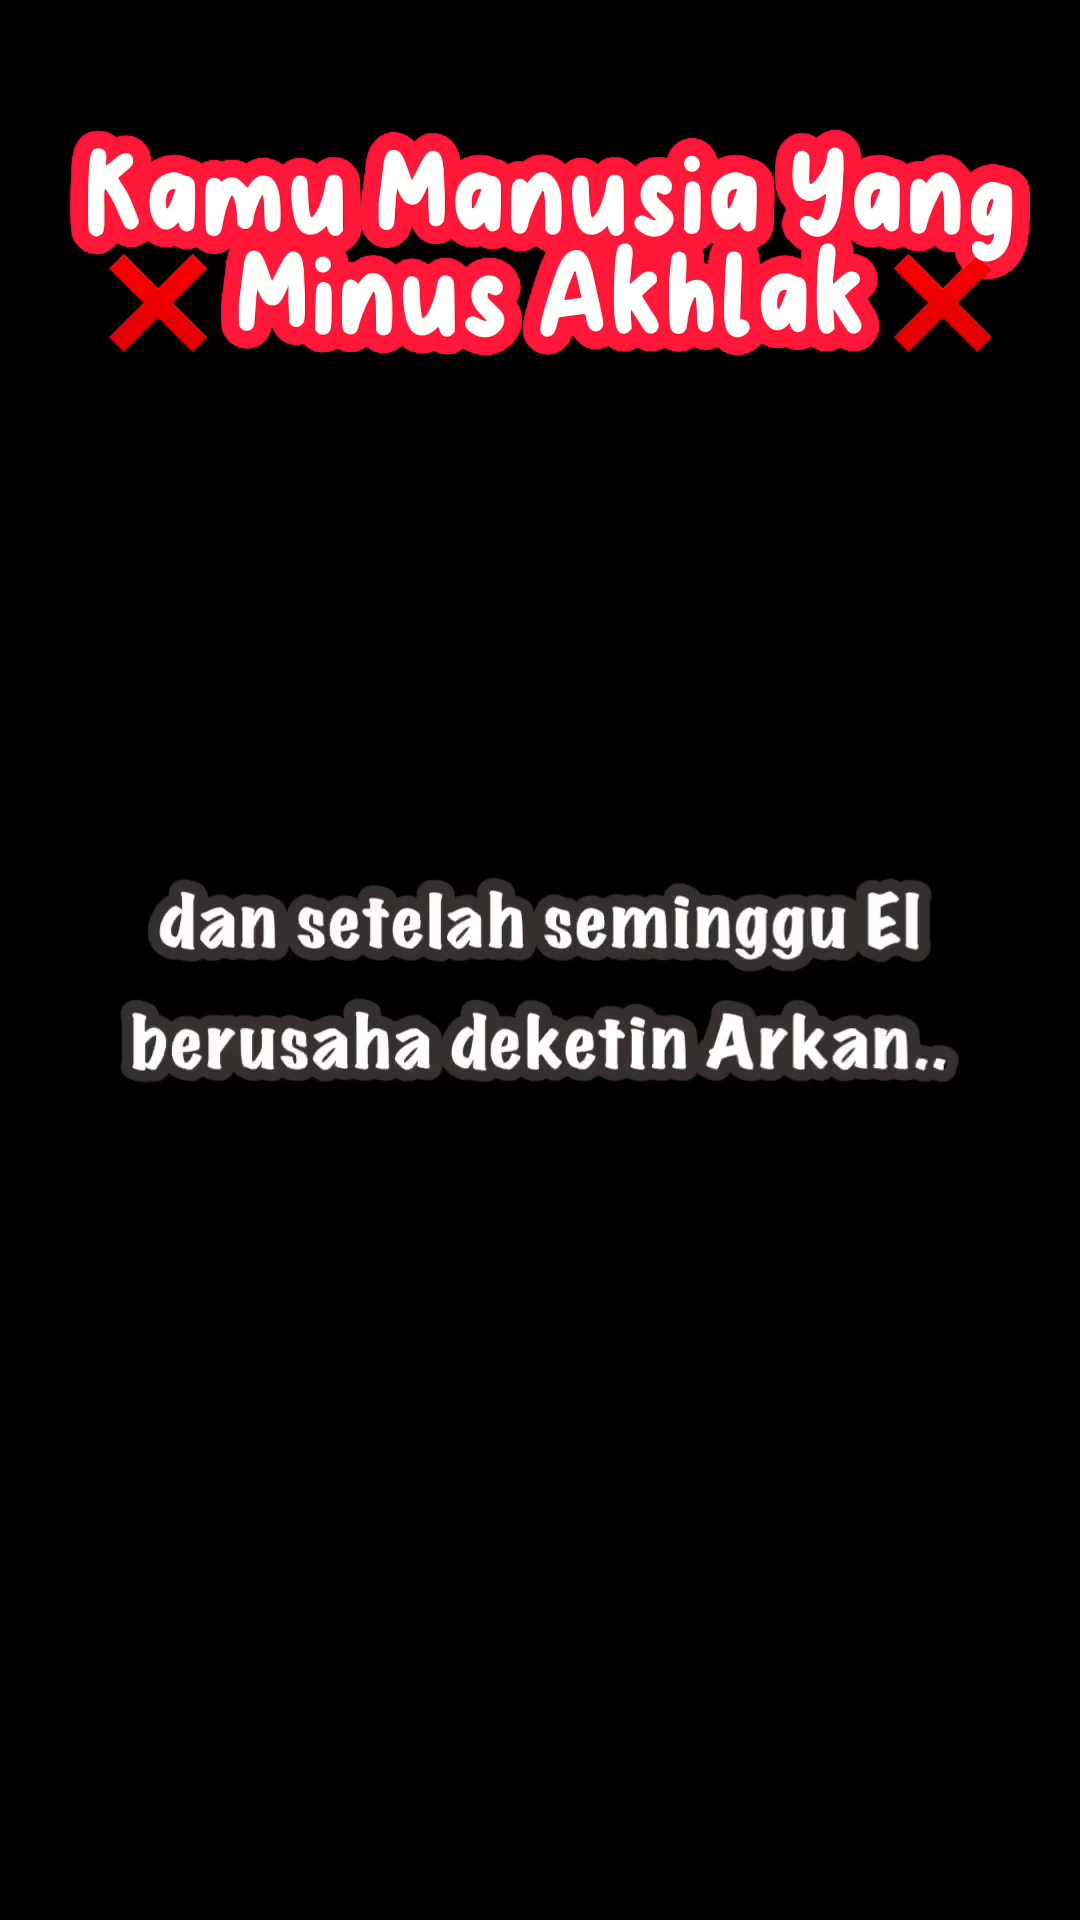 Kamu Manusia Yang
❌ Minus Akhlak ❌
dan setelah seminggu El
berusaha deketin Arkan..